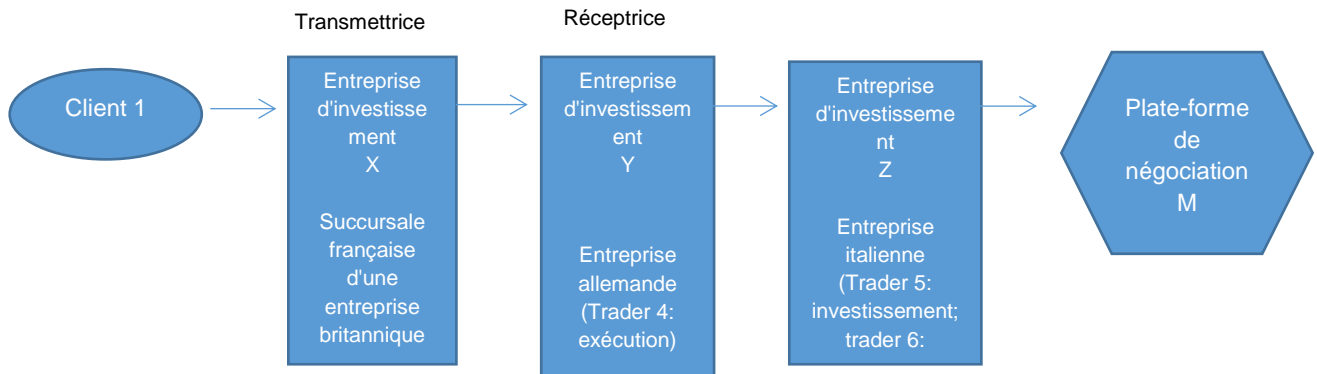 Transmettrice
Réceptrice
Client 1
Entreprise
d'investisse
ment
X
Succursale
française
d'une
entreprise
britannique
Entreprise
d'investissem
ent
Y
Entreprise
allemande
(Trader 4:
exécution)
Entreprise
d'investisseme
nt
Z
Entreprise
italienne
(Trader 5:
investissement;
trader 6:
Plate-forme
de
négociation
M